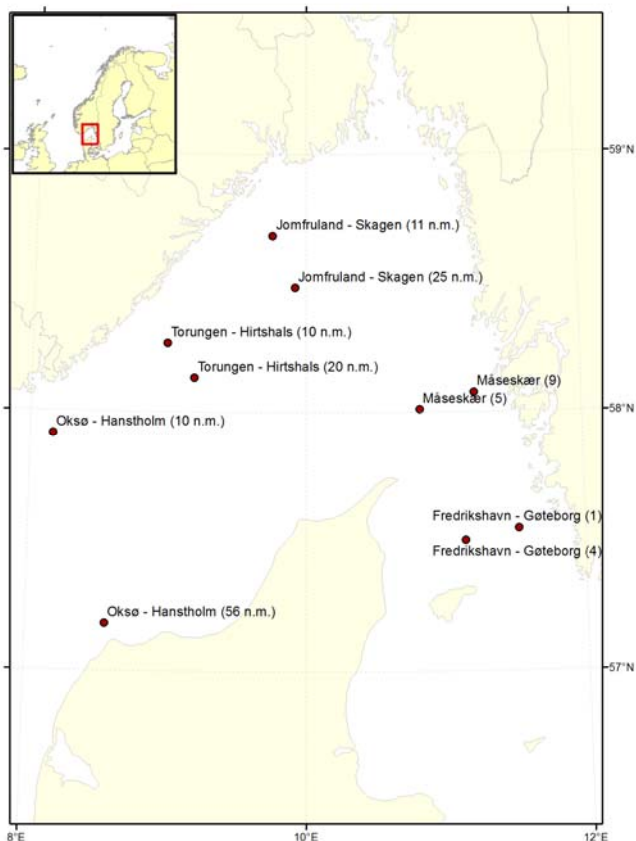 59°N
Jomfruland - Skagen (11 n.m.)
Jomfruland - Skagen (25 n.m.)
Torungen - Hirtshals (10 n.m.)
Torungen - Hirtshals (20 n.m.)
Måseskær (9)
Måseskær (5)
58°N
Oksø - Hanstholm (10 n.m.)
Fredrikshavn - Gøteborg (1)
Fredrikshavn - Gøteborg (4)
Oksø - Hanstholm (56 n.m.)
57°N
8°E
10°E
12°E